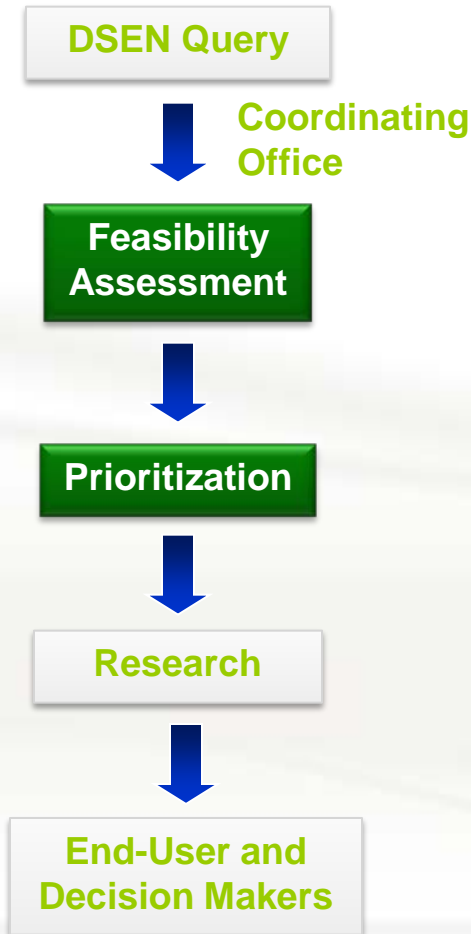 DSEN Query
Coordinating
Office
Feasibility
Assessment
Prioritization
Research
End-User and
Decision Makers